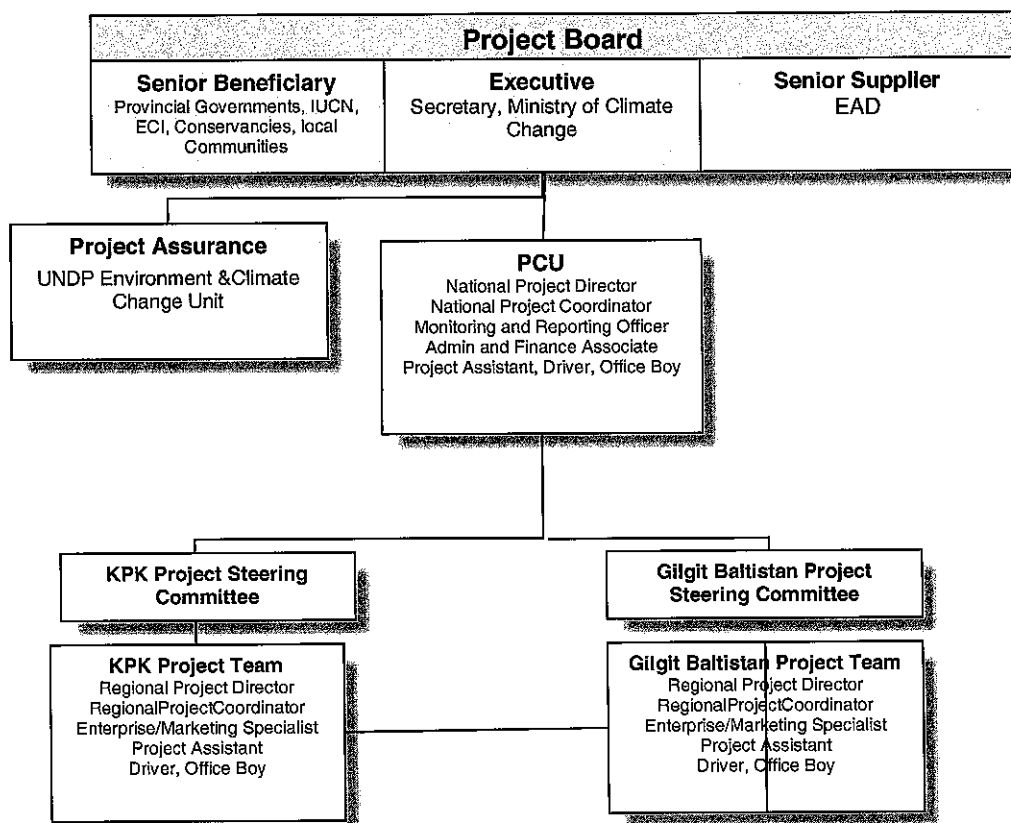 Project Board
Senior Beneficiary
Provincial Governments, IUCN,
ECI, Conservancies, local
Communities
Executive
Secretary, Ministry of Climate
Change
Senior Supplier
EAD
Project Assurance
UNDP Environment &Climate
Change Unit
PCU
National Project Director
National Project Coordinator
Monitoring and Reporting Officer
Admin and Finance Associate
Project Assistant, Driver, Office Boy
KPK Project Steering
Committee
Gilgit Baltistan Project
Steering Committee
KPK Project Team
Regional Project Director
RegionalProjectCoordinator
Enterprise/Marketing Specialist
Project Assistant
Driver, Office Boy
Gilgit Baltistan Project Team
Regional Project Director
RegionalProjectCoordinator
Enterprise/Marketing Specialist
Project Assistant
Driver, Office Boy